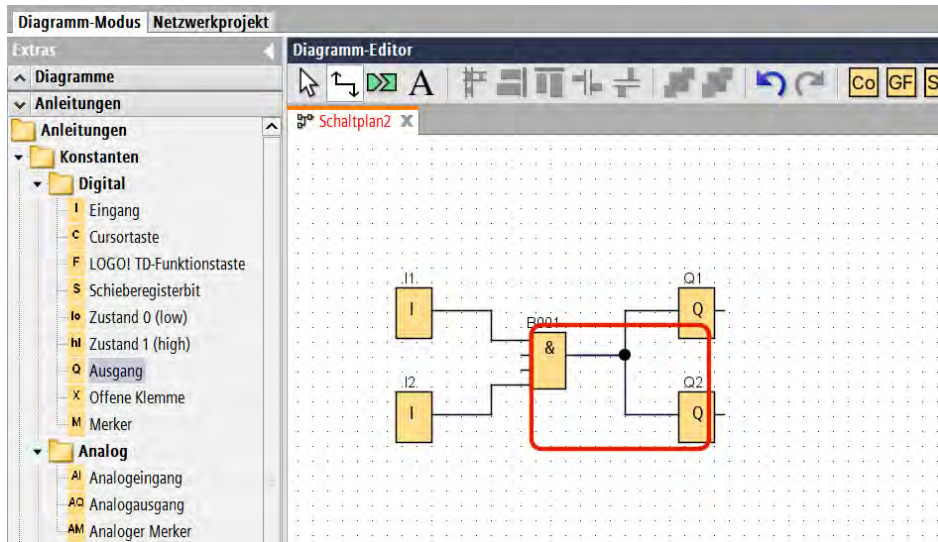 Diagramm-Modus Netzwerkprojekt
Extras
Diagramme
Anleitungen
Anleitungen
Konstanten
Digital
I Eingang
C Cursortaste
F LOGO! TD-Funktionstaste
S Schieberegisterbit
lo Zustand 0 (low)
hI Zustand 1 (high)
Q Ausgang
X Offene Klemme
M Merker
Analog
AI Analogeingang
AQ Analogausgang
AM Analoger Merker
Diagramm-Editor
A Co GF S
Schaltplan2 X
I1. Q1
I Q
B001
&
I2. Q2
I Q